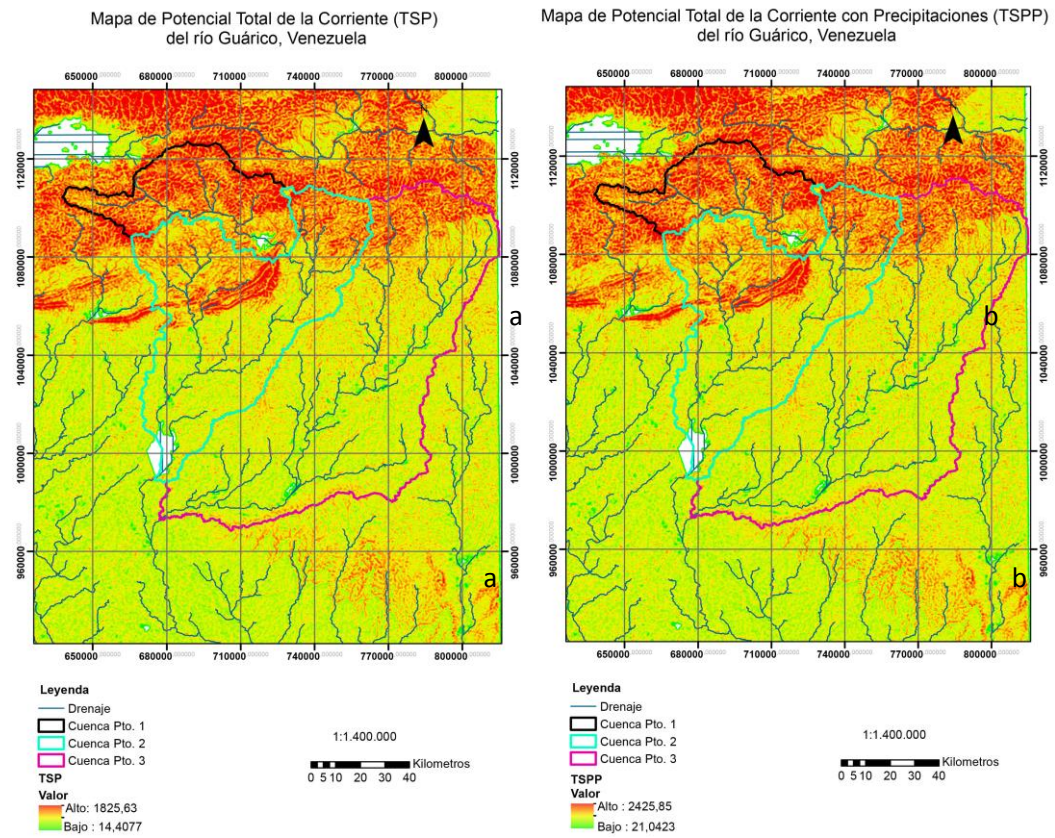 Mapa de Potencial Total de la Corriente (TSP)
del río Guárico, Venezuela
650000 680000 710000 740000 770000 800000
1120000
1080000
1040000
1000000
960000
a
a
650000 680000 710000 740000 770000 800000
Leyenda
Drenaje
Cuenca Pto. 1
Cuenca Pto. 2
Cuenca Pto. 3
TSP
Valor
Alto: 1825,63
Bajo : 14,4077
1:1.400.000
Kilometros
0 5 10 20 30 40
Mapa de Potencial Total de la Corriente con Precipitaciones (TSPP)
del río Guárico, Venezuela
650000 680000 710000 740000 770000 800000
1120000
1080000
1040000
1000000
960000
b
b
650000 680000 710000 740000 770000 800000
Leyenda
Drenaje
Cuenca Pto. 1
Cuenca Pto. 2
Cuenca Pto. 3
TSPP
Valor
Alto: 2425,85
Bajo : 21,0423
1:1.400.000
Kilometros
0 5 10 20 30 40